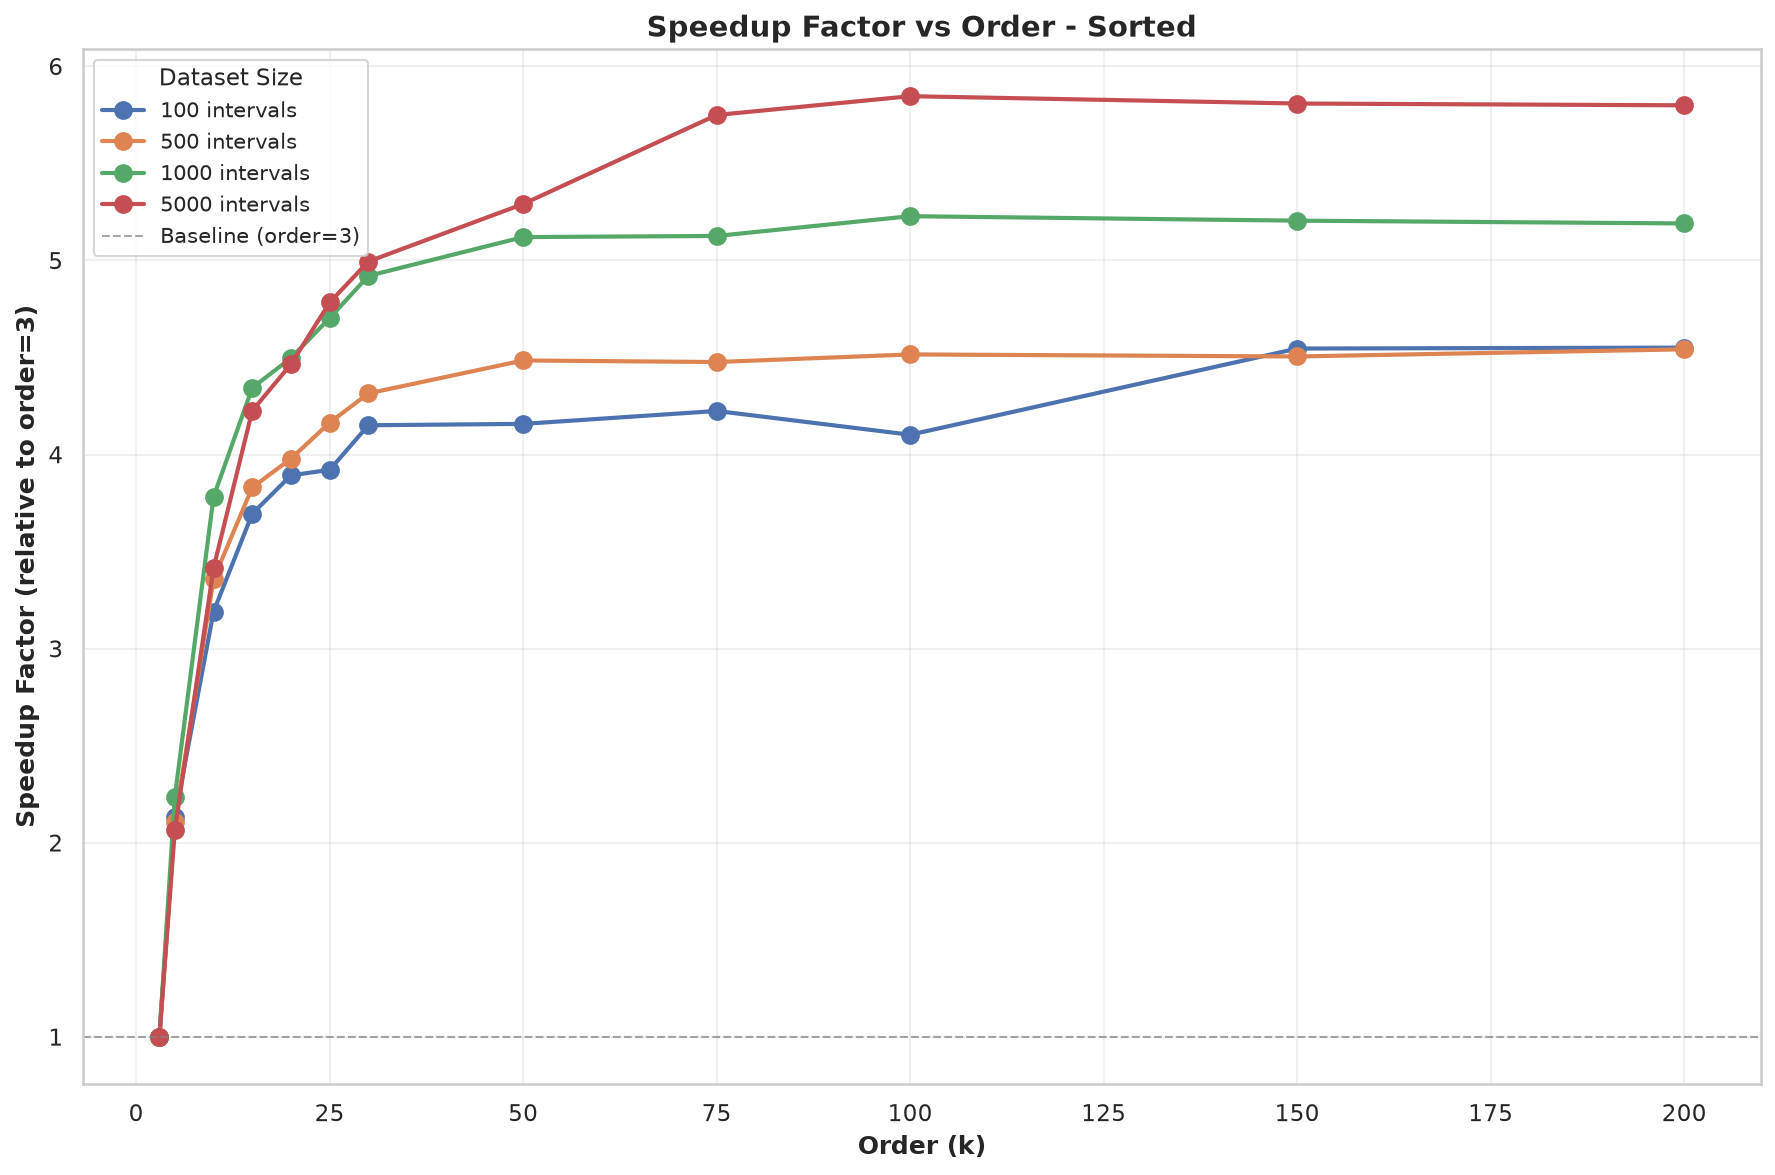 Speedup Factor vs Order - Sorted
Dataset Size
100 intervals
500 intervals
1000 intervals
5000 intervals
Baseline (order=3)
Speedup Factor (relative to order=3)
6
5
4
3
2
1
0 25 50 75 100 125 150 175 200
Order (k)